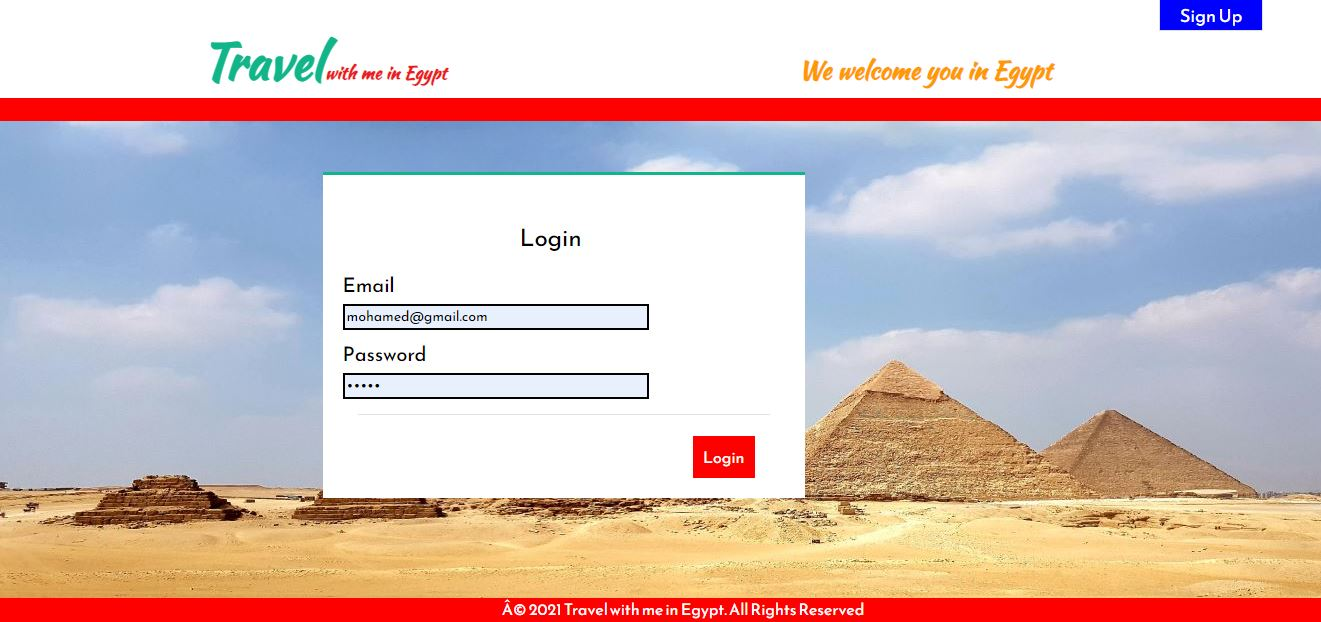 Sign Up
Travel with me in Egypt
We welcome you in Egypt
Login
Email
mohamed@gmail.com
Password
•••••
Login
Â© 2021 Travel with me in Egypt. All Rights Reserved